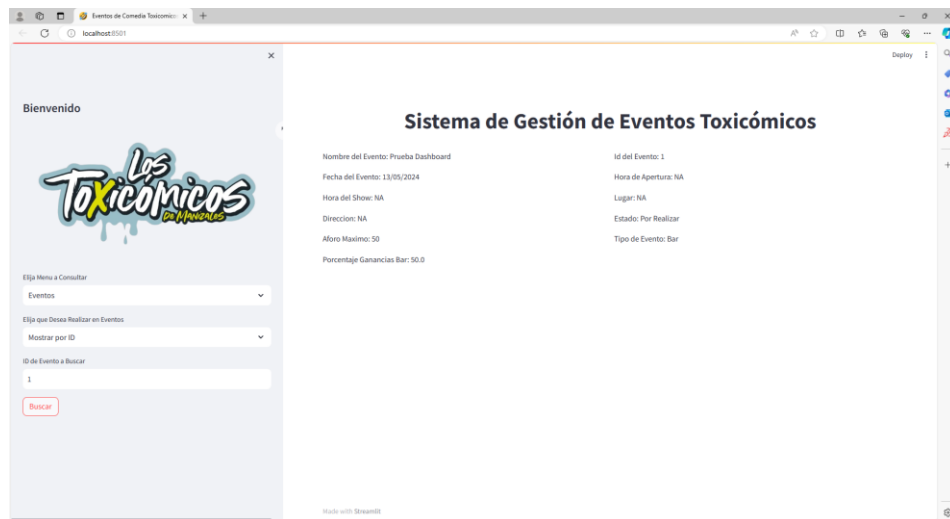 Eventos de Comedia Toxicomic
localhost:8501
Deploy
Bienvenido
Los
Toxicómicos
De Manizales
Elija Menu a Consultar
Eventos
Elija que Desea Realizar en Eventos
Mostrar por ID
ID de Evento a Buscar
1
Buscar
Sistema de Gestión de Eventos Toxicómicos
Nombre del Evento: Prueba Dashboard
Id del Evento: 1
Fecha del Evento: 13/05/2024
Hora de Apertura: NA
Hora del Show: NA
Lugar: NA
Direccion: NA
Estado: Por Realizar
Aforo Maximo: 50
Tipo de Evento: Bar
Porcentaje Ganancias Bar: 50.0
Made with Streamlit